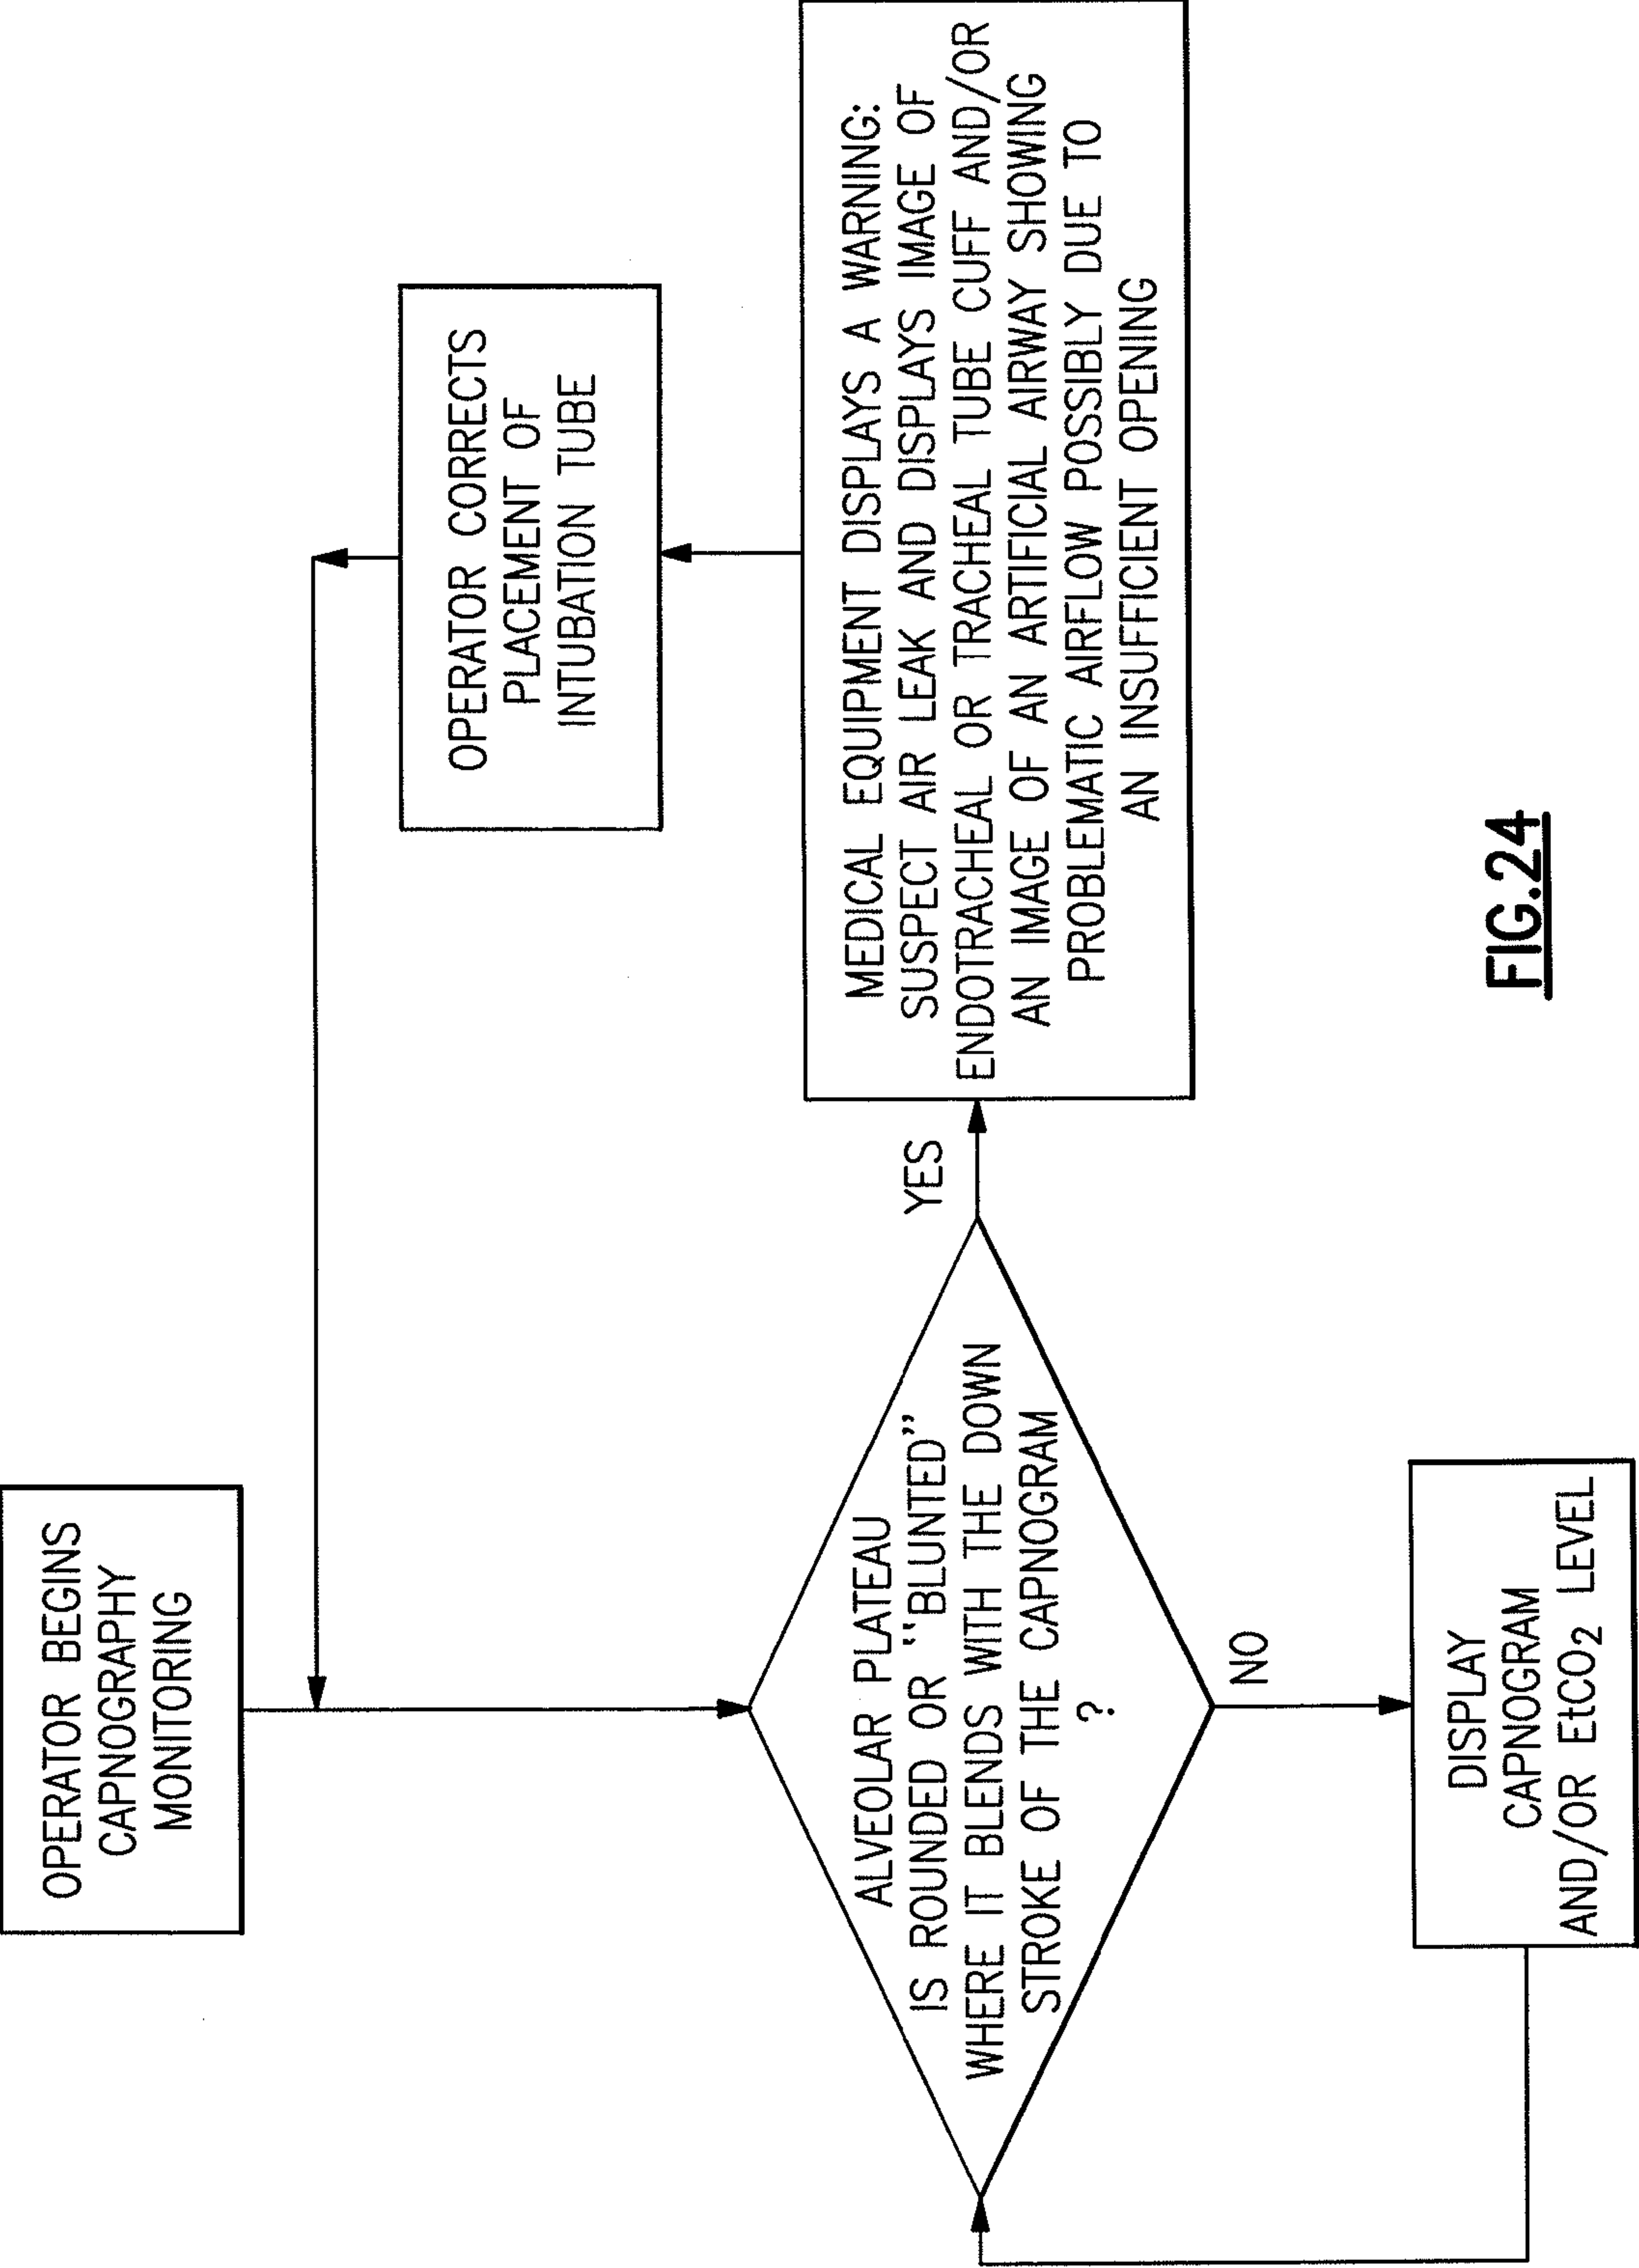 OPERATOR BEGINS
CAPNOGRAPHY
MONITORING
OPERATOR CORRECTS
PLACEMENT OF
INTUBATION TUBE
ALVEOLAR PLATEAU
IS ROUNDED OR "BLUNTED"
WHERE IT BLENDS WITH THE DOWN
STROKE OF THE CAPNOGRAM
?
YES
MEDICAL EQUIPMENT DISPLAYS A WARNING:
SUSPECT AIR LEAK AND DISPLAYS IMAGE OF
ENDOTRACHEAL OR TRACHEAL TUBE CUFF AND/OR
AN IMAGE OF AN ARTIFICIAL AIRWAY SHOWING
PROBLEMATIC AIRFLOW POSSIBLY DUE TO
AN INSUFFICIENT OPENING
NO
DISPLAY
CAPNOGRAM
AND/OR EtCO₂ LEVEL
FIG.24